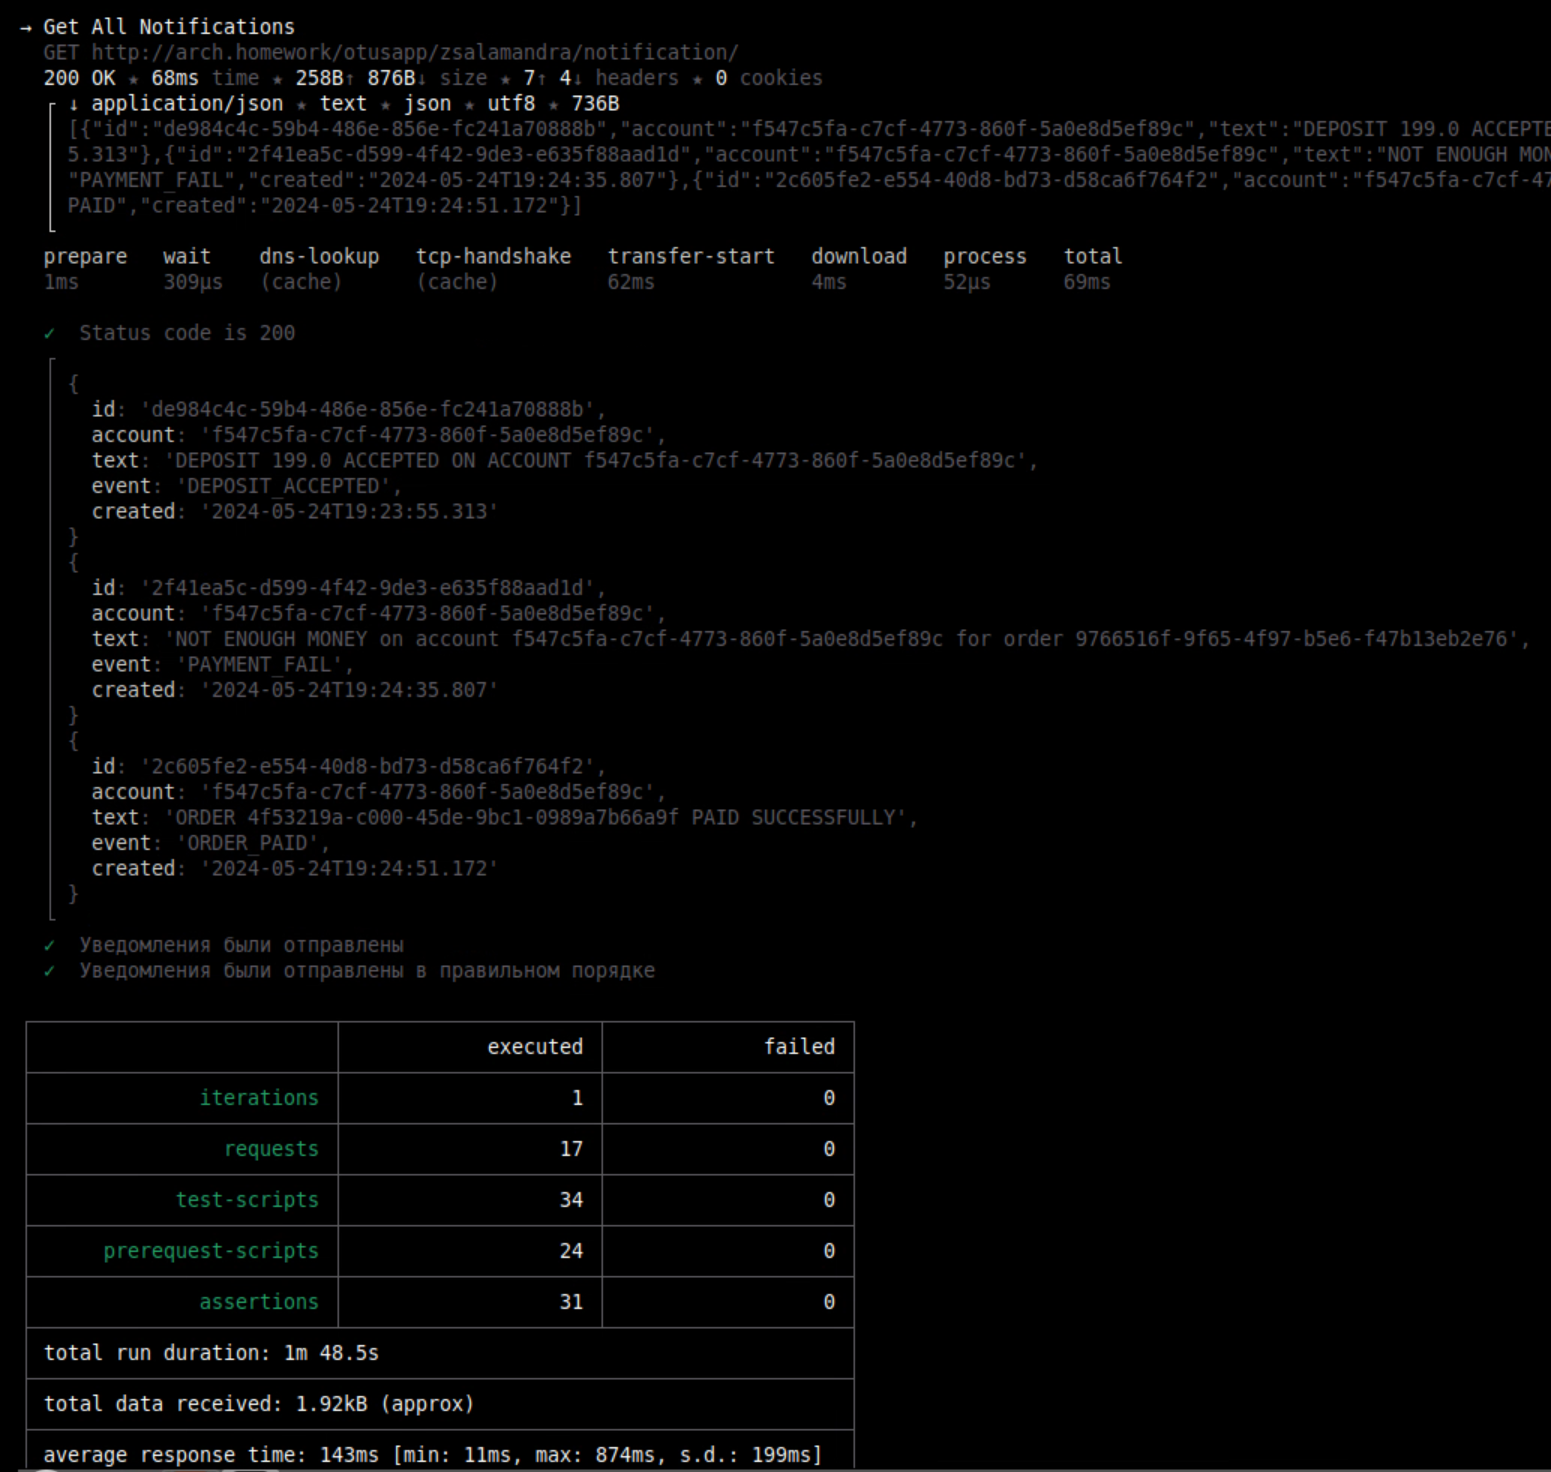 → Get All Notifications
GET http://arch.homework/otusapp/zsalamandra/notification/
200 OK ★ 68ms time ★ 258B↑ 876B↓ size ★ 7↑ 4↓ headers ★ 0 cookies
↓ application/json ★ text ★ json ★ utf8 ★ 736B
[{"id":"de984c4c-59b4-486e-856e-fc241a70888b","account":"f547c5fa-c7cf-4773-860f-5a0e8d5ef89c","text":"DEPOSIT 199.0 ACCEPTE
5.313"},{"id":"2f41ea5c-d599-4f42-9de3-e635f88aad1d","account":"f547c5fa-c7cf-4773-860f-5a0e8d5ef89c","text":"NOT ENOUGH MON
"PAYMENT_FAIL","created":"2024-05-24T19:24:35.807"},{"id":"2c605fe2-e554-40d8-bd73-d58ca6f764f2","account":"f547c5fa-c7cf-47
PAID","created":"2024-05-24T19:24:51.172"}]
prepare wait dns-lookup tcp-handshake transfer-start download process total
1ms 309µs (cache) (cache) 62ms 4ms 52µs 69ms
✓ Status code is 200
{
id: 'de984c4c-59b4-486e-856e-fc241a70888b',
account: 'f547c5fa-c7cf-4773-860f-5a0e8d5ef89c',
text: 'DEPOSIT 199.0 ACCEPTED ON ACCOUNT f547c5fa-c7cf-4773-860f-5a0e8d5ef89c',
event: 'DEPOSIT_ACCEPTED',
created: '2024-05-24T19:23:55.313'
}
{
id: '2f41ea5c-d599-4f42-9de3-e635f88aad1d',
account: 'f547c5fa-c7cf-4773-860f-5a0e8d5ef89c',
text: 'NOT ENOUGH MONEY on account f547c5fa-c7cf-4773-860f-5a0e8d5ef89c for order 9766516f-9f65-4f97-b5e6-f47b13eb2e76',
event: 'PAYMENT_FAIL',
created: '2024-05-24T19:24:35.807'
}
{
id: '2c605fe2-e554-40d8-bd73-d58ca6f764f2',
account: 'f547c5fa-c7cf-4773-860f-5a0e8d5ef89c',
text: 'ORDER 4f53219a-c000-45de-9bc1-0989a7b66a9f PAID SUCCESSFULLY',
event: 'ORDER_PAID',
created: '2024-05-24T19:24:51.172'
}
✓ Уведомления были отправлены
✓ Уведомления были отправлены в правильном порядке
executed failed
iterations 1 0
requests 17 0
test-scripts 34 0
prerequest-scripts 24 0
assertions 31 0
total run duration: 1m 48.5s
total data received: 1.92kB (approx)
average response time: 143ms [min: 11ms, max: 874ms, s.d.: 199ms]